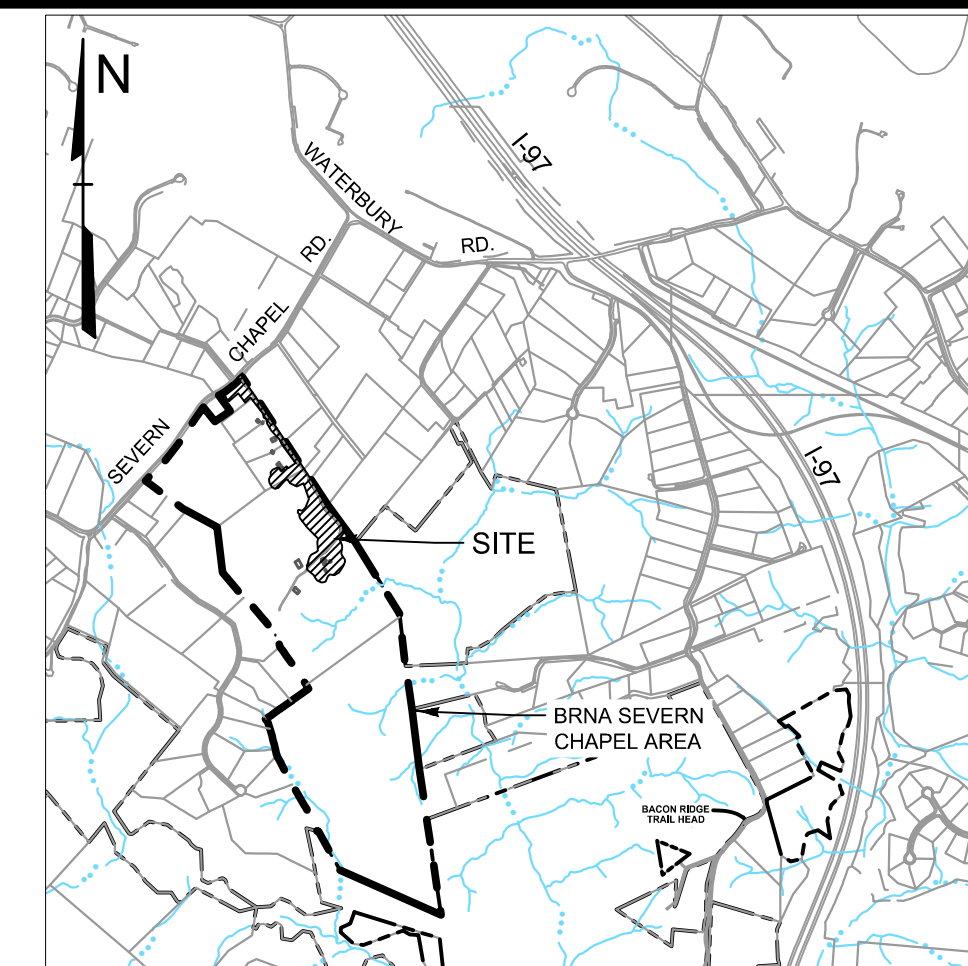 N
I-97
WATERBURY
RD.
RD.
CHAPEL
SEVERN
I-97
SITE
BRNA SEVERN
CHAPEL AREA
BACON RIDGE
TRAIL HEAD